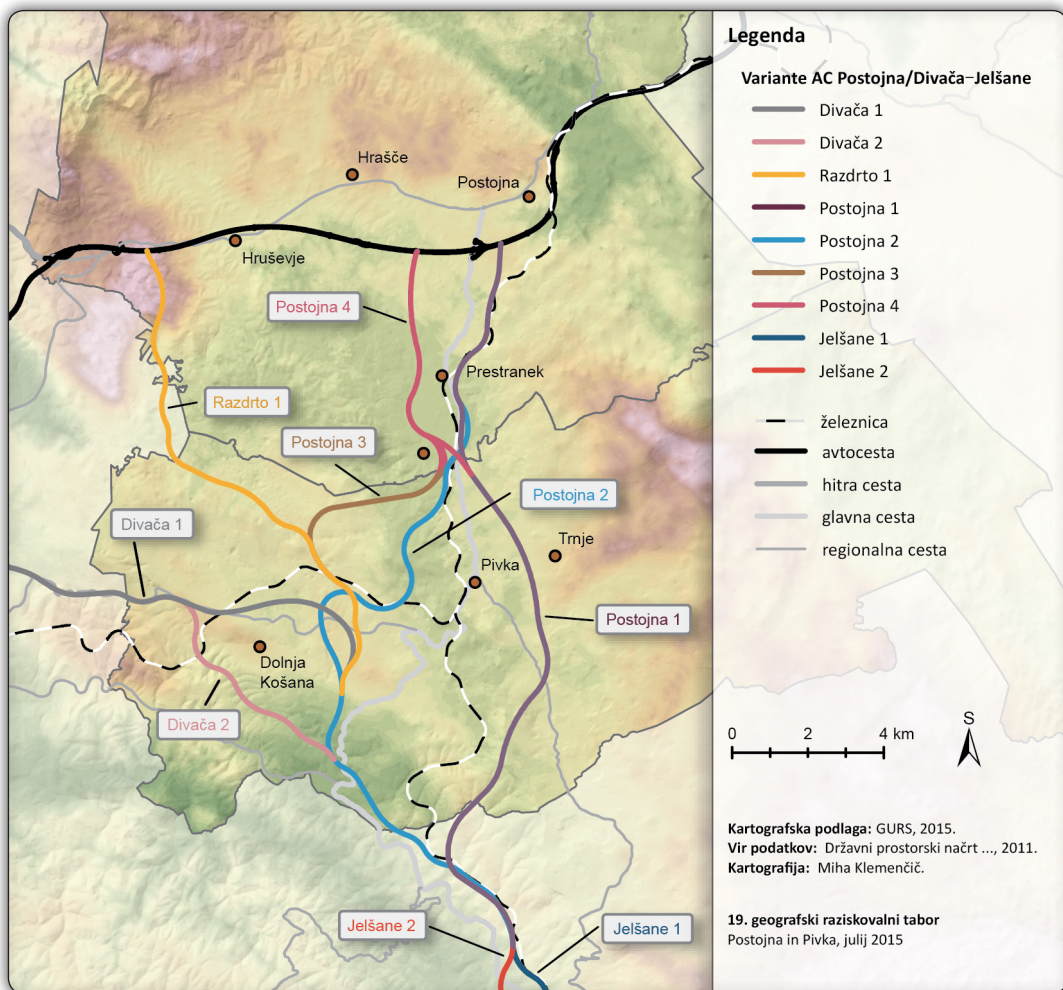 Hrašče
Postojna
Hruševje
Postojna 4
Prestranek
Razdrto 1
Postojna 3
Postojna 2
Divača 1
Trnje
Pivka
Postojna 1
Dolnja
Košana
Divača 2
Jelšane 2
Jelšane 1
Legenda
Variante AC Postojna/Divača–Jelšane
Divača 1
Divača 2
Razdrto 1
Postojna 1
Postojna 2
Postojna 3
Postojna 4
Jelšane 1
Jelšane 2
železnica
avtocesta
hitra cesta
glavna cesta
regionalna cesta
0 2 4 km
S
Kartografska podlaga: GURS, 2015.
Vir podatkov: Državni prostorski načrt ..., 2011.
Kartografija: Miha Klemenčič.
19. geografski raziskovalni tabor
Postojna in Pivka, julij 2015